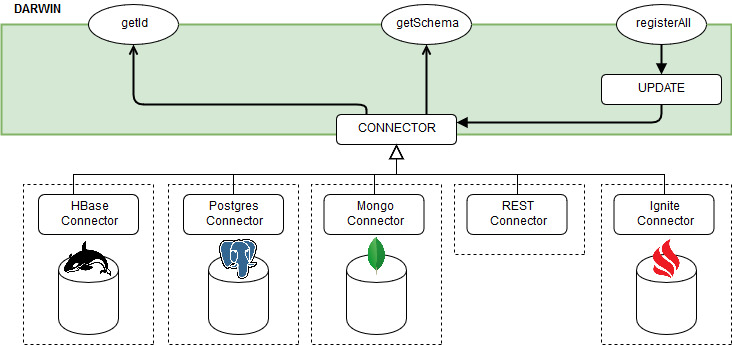 DARWIN
getId
getSchema
registerAll
UPDATE
CONNECTOR
HBase
Connector
Postgres
Connector
Mongo
Connector
REST
Connector
Ignite
Connector